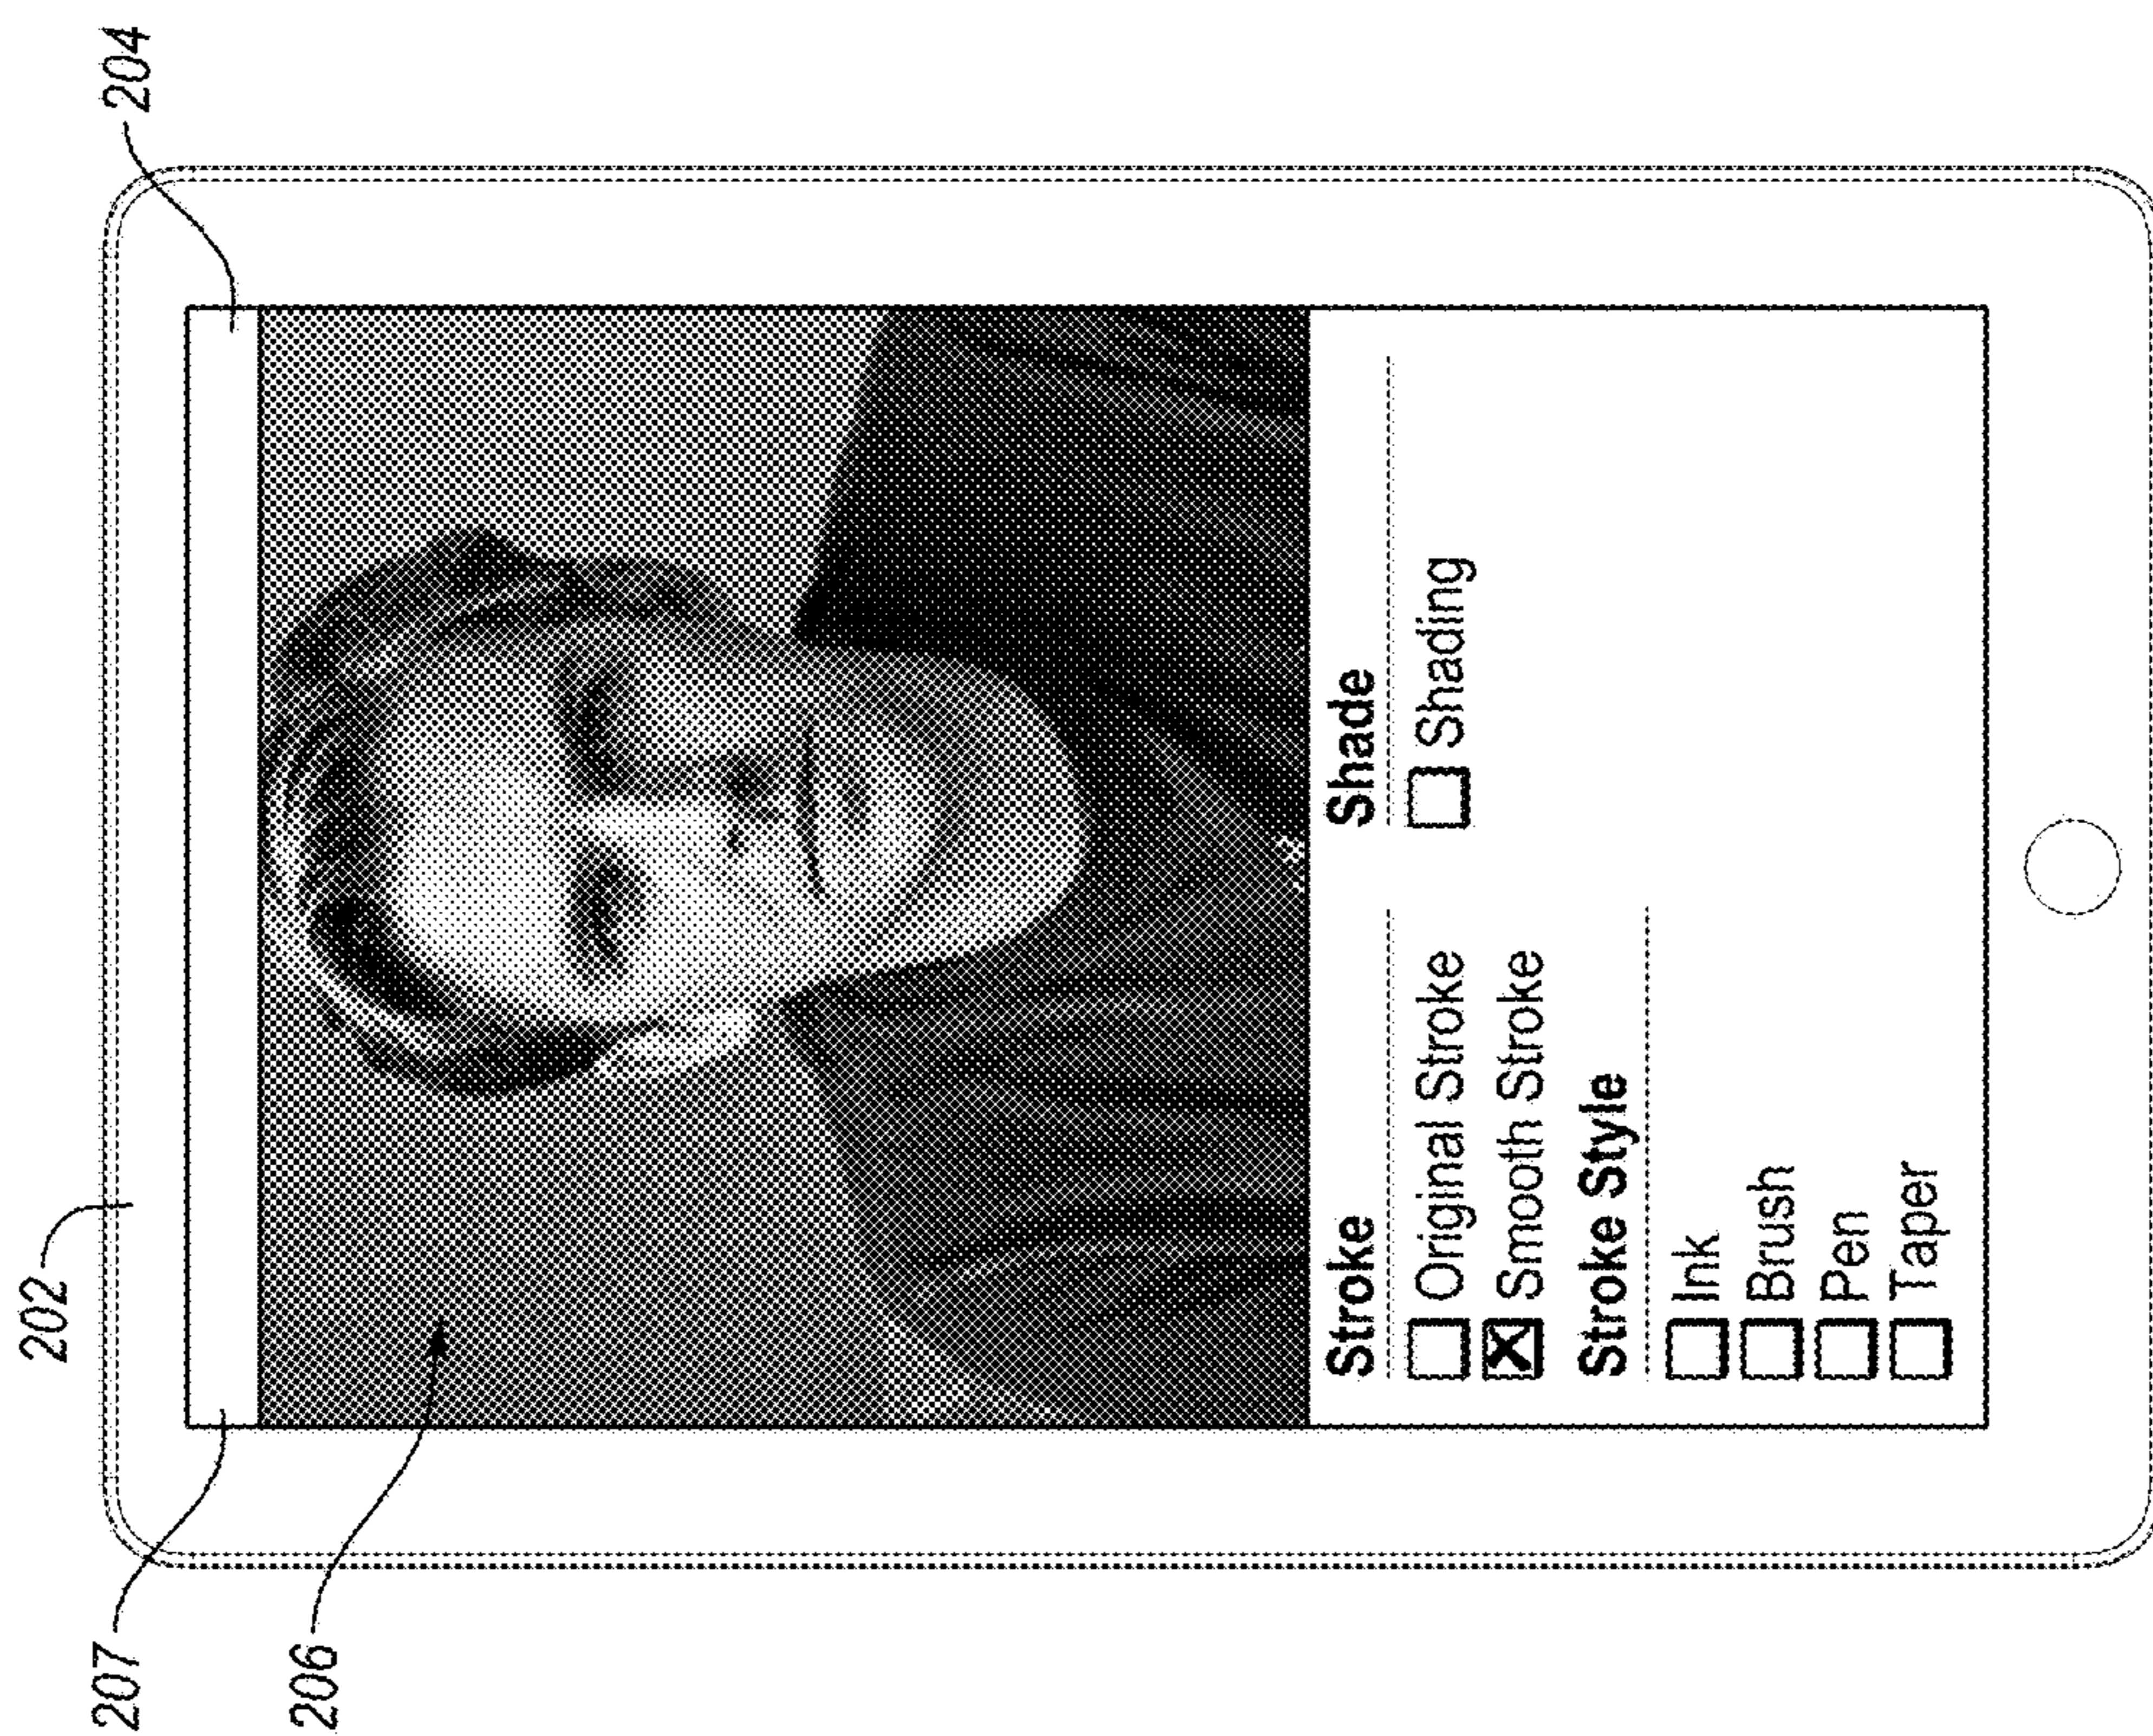 202
207
204
206
Stroke
Shade
Original Stroke
Shading
Smooth Stroke
Stroke Style
Ink
Brush
Pen
Taper